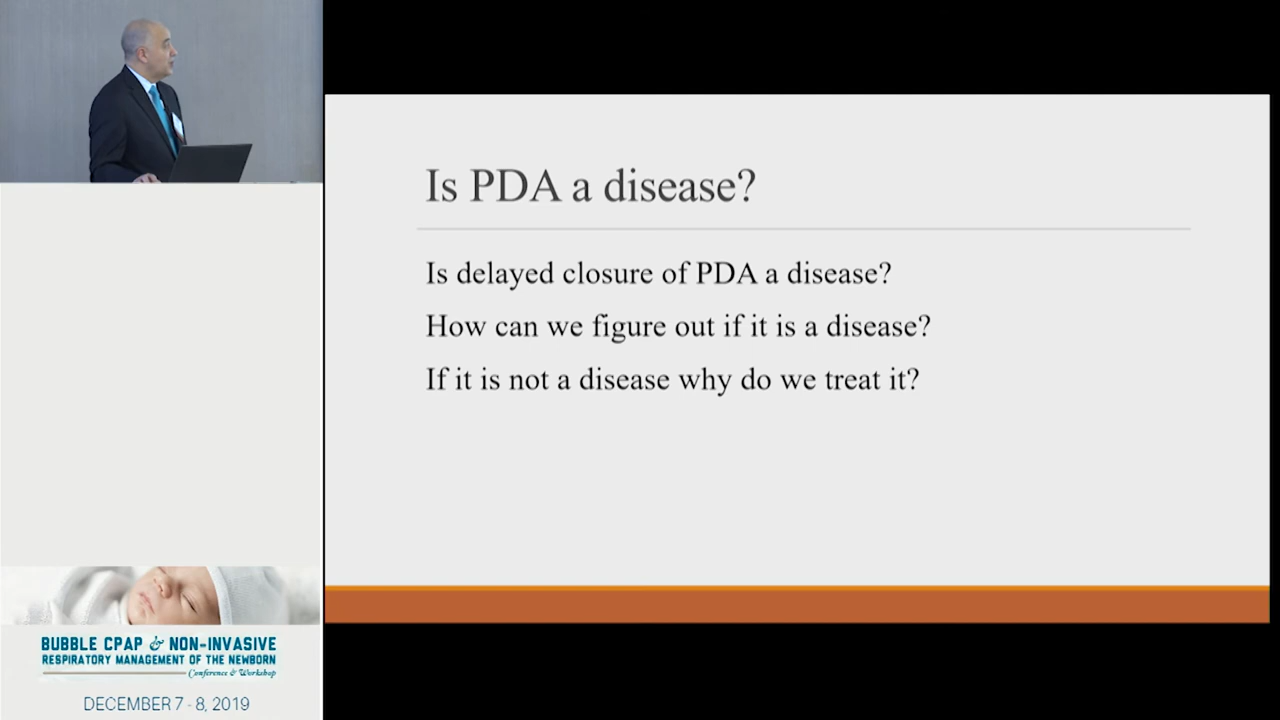 Is PDA a disease?
Is delayed closure of PDA a disease?
How can we figure out if it is a disease?
If it is not a disease why do we treat it?
BUBBLE CPAP & NON-INVASIVE
RESPIRATORY MANAGEMENT OF THE NEWBORN
Conference & Workshop
DECEMBER 7 - 8, 2019